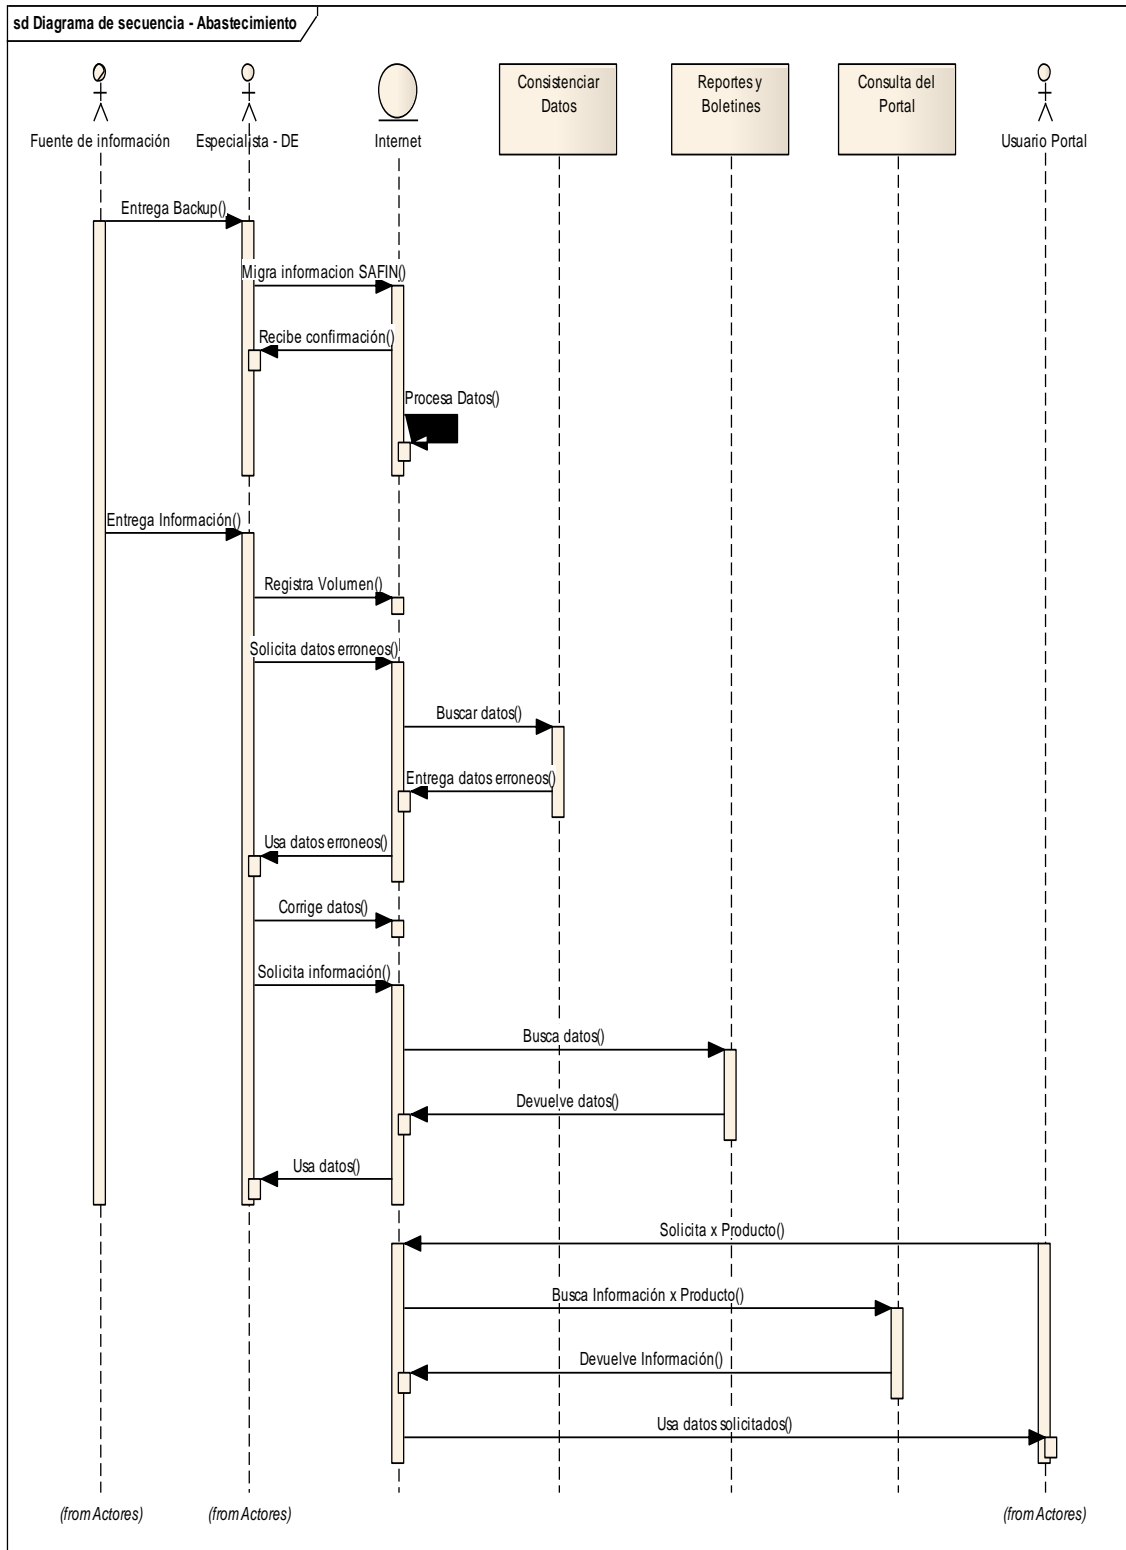 sd Diagrama de secuencia - Abastecimiento
Fuente de información
Especialista - DE
Internet
Consistenciar
Datos
Reportes y
Boletines
Consulta del
Portal
Usuario Portal
Entrega Backup()
Migra informacion SAFIN()
Recibe confirmación()
Procesa Datos()
Entrega Información()
Registra Volumen()
Solicita datos erroneos()
Buscar datos()
Entrega datos erroneos()
Usa datos erroneos()
Corrige datos()
Solicita información()
Busca datos()
Devuelve datos()
Usa datos()
Solicita x Producto()
Busca Información x Producto()
Devuelve Información()
Usa datos solicitados()
(from Actores)
(from Actores)
(from Actores)